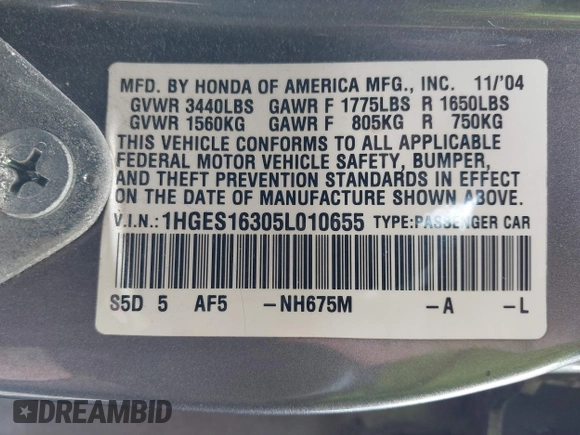 MFD. BY HONDA OF AMERICA MFG., INC. 11/'04
GVWR 3440LBS GAWR F 1775LBS R 1650LBS
GVWR 1560KG GAWR F 805KG R 750KG
THIS VEHICLE CONFORMS TO ALL APPLICABLE
FEDERAL MOTOR VEHICLE SAFETY, BUMPER,
AND THEFT PREVENTION STANDARDS IN EFFECT
ON THE DATE OF MANUFACTURE SHOWN ABOVE.
V.I.N.: 1HGES16305L010655 TYPE: PASSENGER CAR
S5D 5 AF5 -NH675M -A -L
DREAMBID